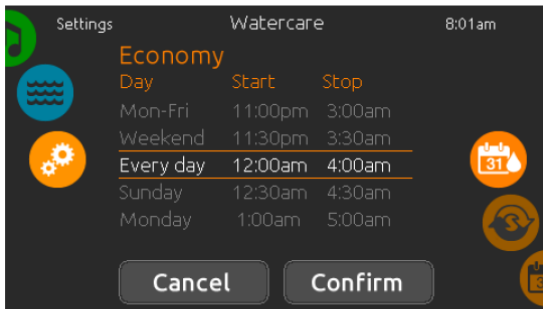 Settings Watercare 8:01am
Economy
Day Start Stop
Mon-Fri 11:00pm 3:00am
Weekend 11:30pm 3:30am
Every day 12:00am 4:00am
Sunday 12:30am 4:30am
Monday 1:00am 5:00am
31
Cancel Confirm